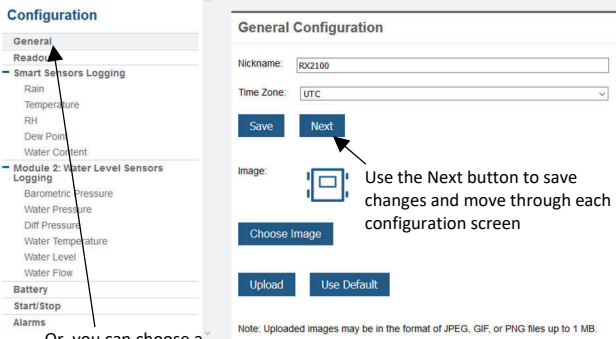 Configuration
General
Readout
Smart Sensors Logging
Rain
Temperature
RH
Dew Point
Water Content
Module 2: Water Level Sensors
Logging
Barometric Pressure
Water Pressure
Diff Pressure
Water Temperature
Water Level
Water Flow
Battery
Start/Stop
Alarms
Or, you can choose a
General Configuration
Nickname: RX2100
Time Zone: UTC
Save Next
Image:
Use the Next button to save
changes and move through each
configuration screen
Choose Image
Upload Use Default
Note: Uploaded images may be in the format of JPEG, GIF, or PNG files up to 1 MB.